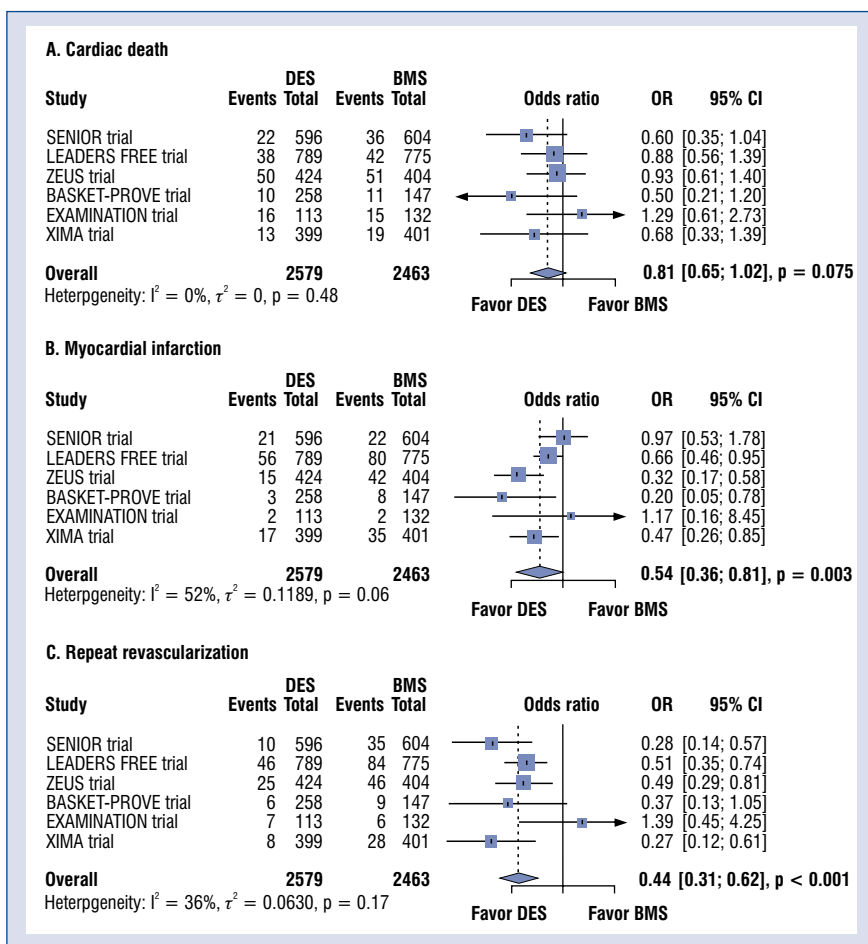 A. Cardiac death
DES BMS
Study Events Total Events Total Odds ratio OR 95% CI
SENIOR trial 22 596 36 604 0.60 [0.35; 1.04]
LEADERS FREE trial 38 789 42 775 0.88 [0.56; 1.39]
ZEUS trial 50 424 51 404 0.93 [0.61; 1.40]
BASKET-PROVE trial 10 258 11 147 0.50 [0.21; 1.20]
EXAMINATION trial 16 113 15 132 1.29 [0.61; 2.73]
XIMA trial 13 399 19 401 0.68 [0.33; 1.39]
Overall 2579 2463 0.81 [0.65; 1.02], p = 0.075
Heterpgeneity: I² = 0%, τ² = 0, p = 0.48
Favor DES Favor BMS
B. Myocardial infarction
DES BMS
Study Events Total Events Total Odds ratio OR 95% CI
SENIOR trial 21 596 22 604 0.97 [0.53; 1.78]
LEADERS FREE trial 56 789 80 775 0.66 [0.46; 0.95]
ZEUS trial 15 424 42 404 0.32 [0.17; 0.58]
BASKET-PROVE trial 3 258 8 147 0.20 [0.05; 0.78]
EXAMINATION trial 2 113 2 132 1.17 [0.16; 8.45]
XIMA trial 17 399 35 401 0.47 [0.26; 0.85]
Overall 2579 2463 0.54 [0.36; 0.81], p = 0.003
Heterpgeneity: I² = 52%, τ² = 0.1189, p = 0.06
Favor DES Favor BMS
C. Repeat revascularization
DES BMS
Study Events Total Events Total Odds ratio OR 95% CI
SENIOR trial 10 596 35 604 0.28 [0.14; 0.57]
LEADERS FREE trial 46 789 84 775 0.51 [0.35; 0.74]
ZEUS trial 25 424 46 404 0.49 [0.29; 0.81]
BASKET-PROVE trial 6 258 9 147 0.37 [0.13; 1.05]
EXAMINATION trial 7 113 6 132 1.39 [0.45; 4.25]
XIMA trial 8 399 28 401 0.27 [0.12; 0.61]
Overall 2579 2463 0.44 [0.31; 0.62], p < 0.001
Heterpgeneity: I² = 36%, τ² = 0.0630, p = 0.17
Favor DES Favor BMS